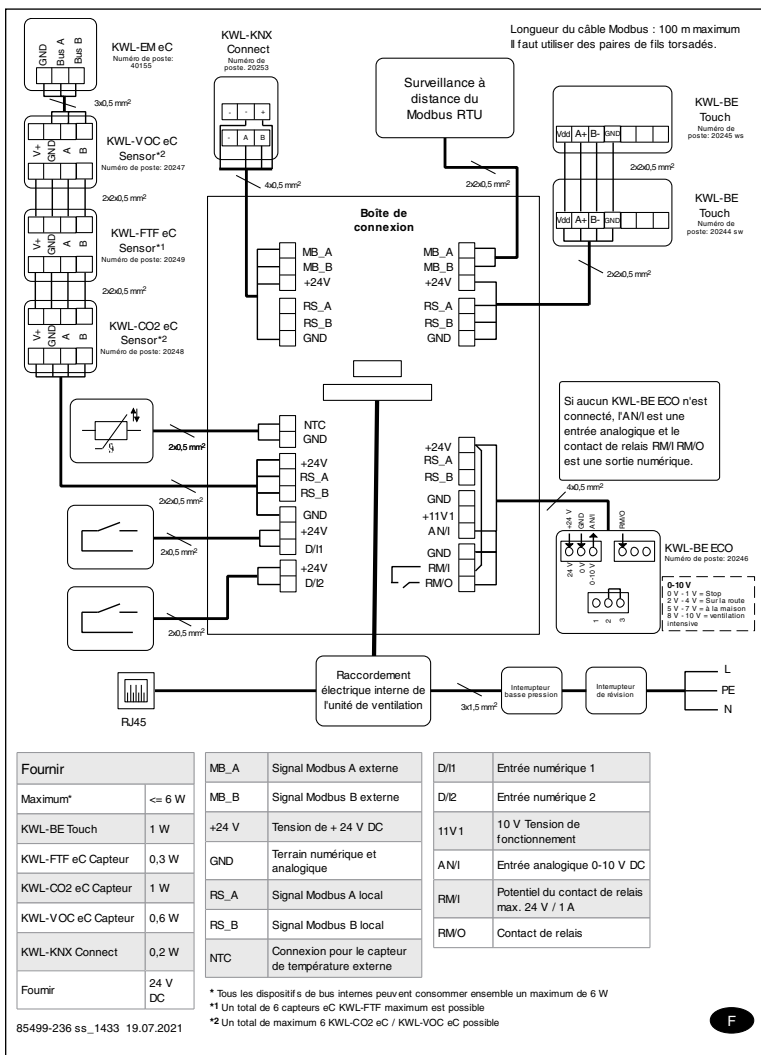 Longueur du câble Modbus : 100 m maximum
Il faut utiliser des paires de fils torsadés.
GND
Bus A
Bus B
KWL-EM eC
Numéro de poste:
40155
3x0,5 mm²
V+
GND
A
B
KWL-VOC eC
Sensor*2
Numéro de poste: 20247
2x2x0,5 mm²
V+
GND
A
B
KWL-FTF eC
Sensor*1
Numéro de poste: 20249
2x2x0,5 mm²
V+
GND
A
B
KWL-CO2 eC
Sensor*2
Numéro de poste: 20248
KWL-KNX
Connect
Numéro de
poste. 20253
- - +
- A B
4x0,5 mm²
Surveillance à
distance du
Modbus RTU
2x2x0,5 mm²
KWL-BE
Touch
Numéro de
poste: 20245 ws
Vdd A+ B- GND
2x2x0,5 mm²
KWL-BE
Touch
Numéro de
poste: 20244 sw
Vdd A+ B- GND
2x2x0,5 mm²
Boîte de
connexion
MB_A
MB_B
+24V
RS_A
RS_B
GND
MB_A
MB_B
+24V
RS_A
RS_B
GND
ϑ
2x0,5 mm²
NTC
GND
2x2x0,5 mm²
+24V
RS_A
RS_B
GND
+24V
D/I1
2x0,5 mm²
+24V
D/I2
2x0,5 mm²
+24V
RS_A
RS_B
GND
+11V1
AN/I
GND
RM/I
RM/O
Si aucun KWL-BE ECO n'est
connecté, l'AN/I est une
entrée analogique et le
contact de relais RM/I RM/O
est une sortie numérique.
4x0,5 mm²
+24 V
GND
AN/I
RM/O
24 V
0 V
0-10 V
1
2
3
KWL-BE ECO
Numéro de poste: 20246
0-10 V
0 V - 1 V = Stop
2 V - 4 V = Sur la route
5 V - 7 V = à la maison
8 V - 10 V = ventilation
intensive
RJ45
Raccordement
électrique interne de
l'unité de ventilation
3x1,5 mm²
Interrupteur
basse pression
Interrupteur
de révision
L
PE
N
Fournir
Maximum* <= 6 W
KWL-BE Touch 1 W
KWL-FTF eC Capteur 0,3 W
KWL-CO2 eC Capteur 1 W
KWL-VOC eC Capteur 0,6 W
KWL-KNX Connect 0,2 W
Fournir 24 V
DC
MB_A Signal Modbus A externe
MB_B Signal Modbus B externe
+24 V Tension de + 24 V DC
GND Terrain numérique et
analogique
RS_A Signal Modbus A local
RS_B Signal Modbus B local
NTC Connexion pour le capteur
de température externe
D/I1 Entrée numérique 1
D/I2 Entrée numérique 2
11V1 10 V Tension de
fonctionnement
AN/I Entrée analogique 0-10 V DC
RM/I Potentiel du contact de relais
max. 24 V / 1 A
RM/O Contact de relais
* Tous les dispositifs de bus internes peuvent consommer ensemble un maximum de 6 W
*1 Un total de 6 capteurs eC KWL-FTF maximum est possible
*2 Un total de maximum 6 KWL-CO2 eC / KWL-VOC eC possible
85499-236 ss_1433 19.07.2021
F